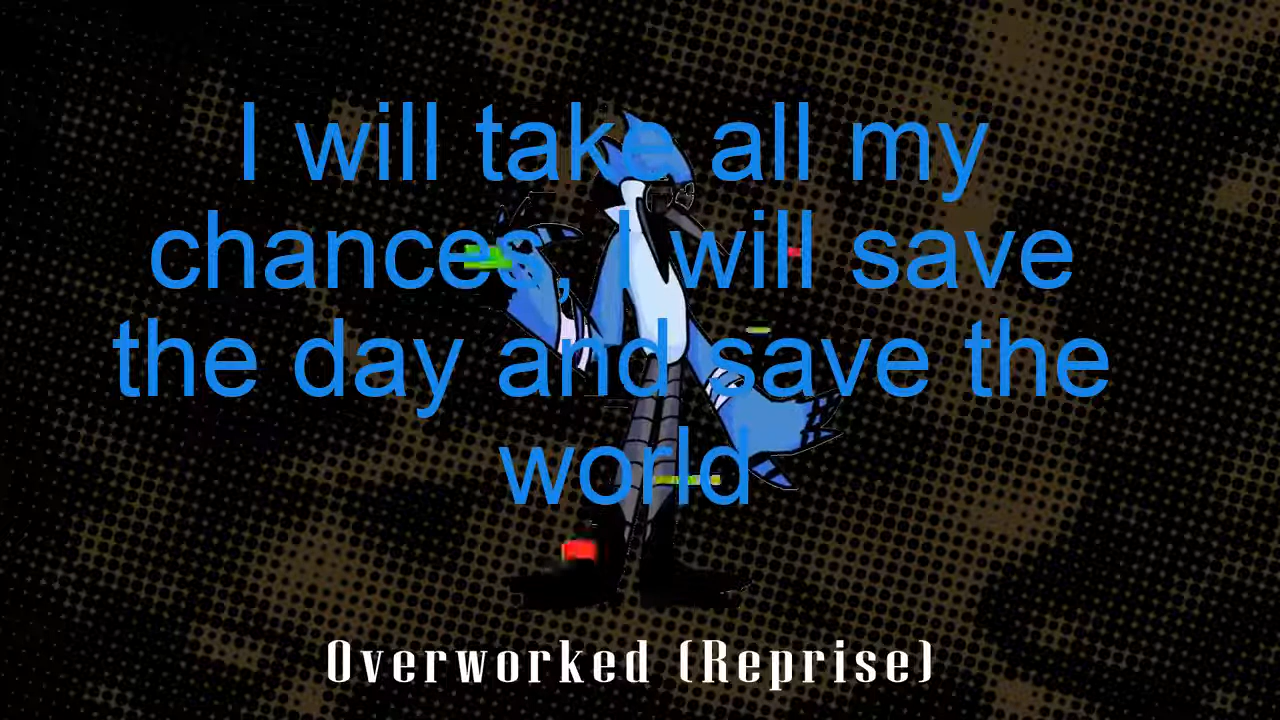 I will take all my
chances, I will save
the day and save the
world
Overworked (Reprise)